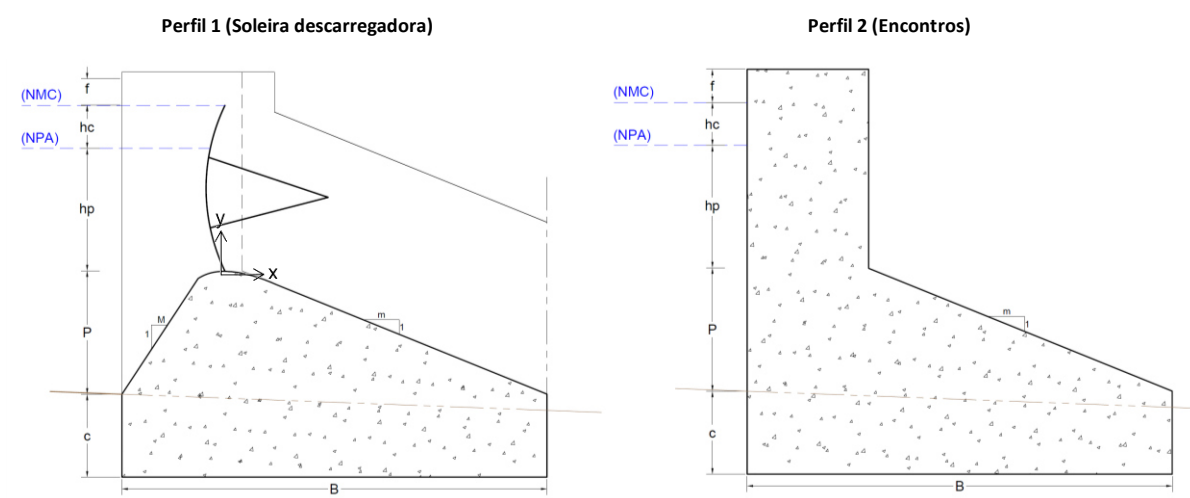 Perfil 1 (Soleira descarregadora)
f
(NMC)
hc
(NPA)
hp
y
x
M
1
m
1
P
c
B
Perfil 2 (Encontros)
f
(NMC)
hc
(NPA)
hp
m
1
P
c
B